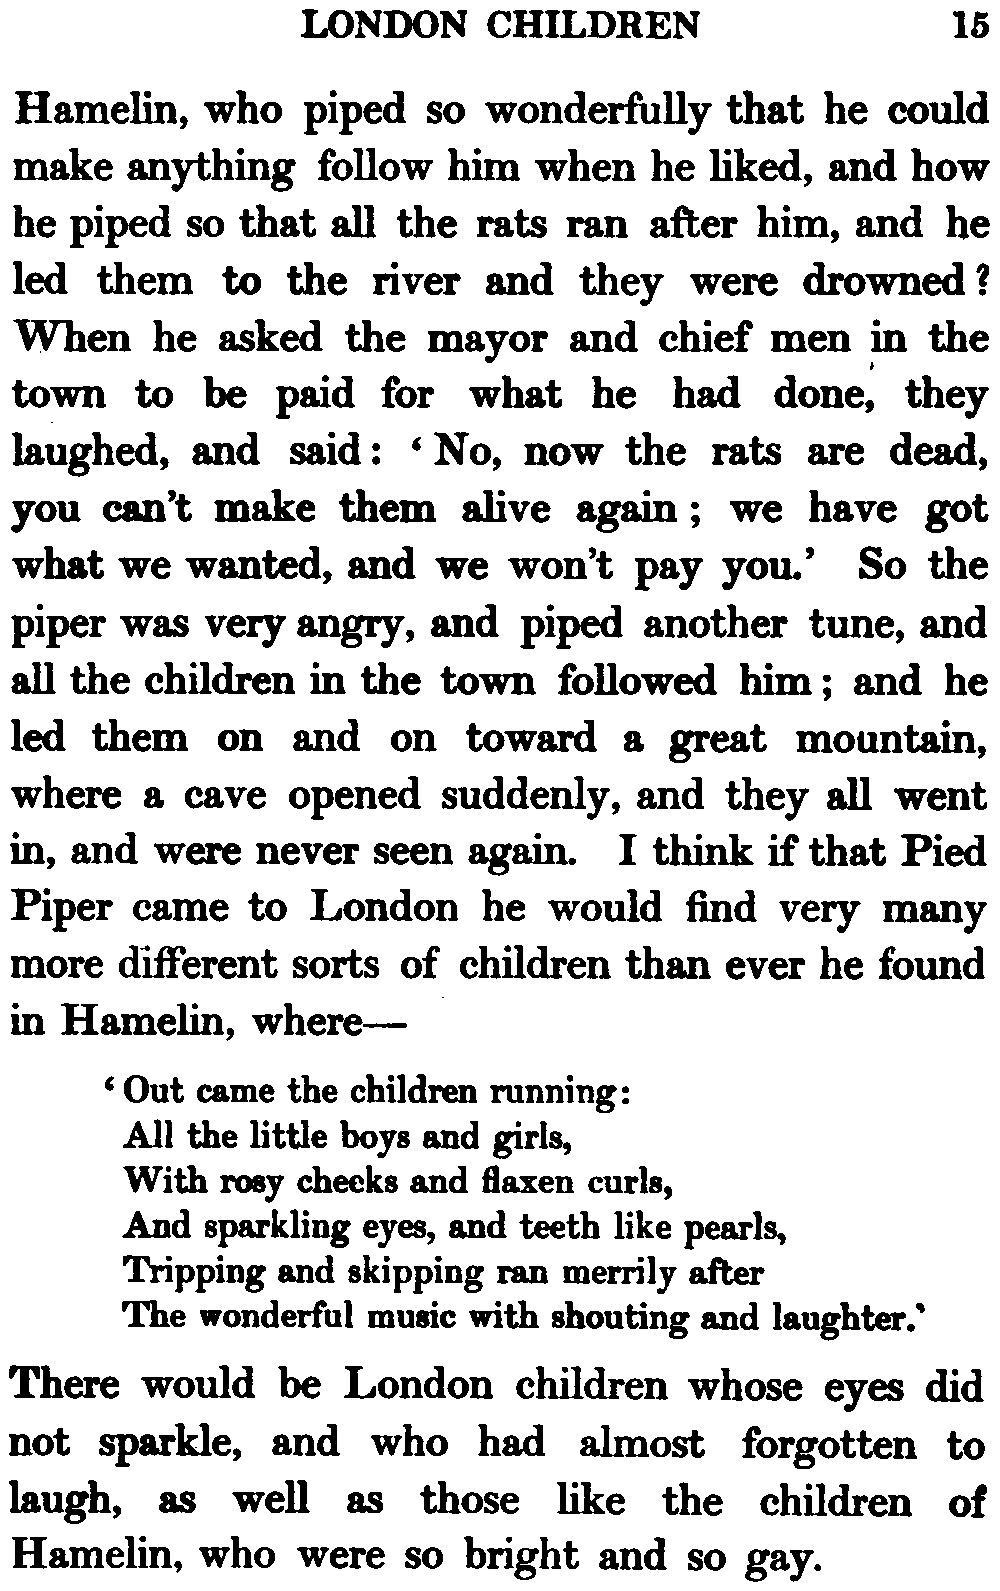 LONDON CHILDREN 15
Hamelin, who piped so wonderfully that he could
make anything follow him when he liked, and how
he piped so that all the rats ran after him, and he
led them to the river and they were drowned?
When he asked the mayor and chief men in the
town to be paid for what he had done, they
laughed, and said: ‘No, now the rats are dead,
you can't make them alive again; we have got
what we wanted, and we won't pay you.’ So the
piper was very angry, and piped another tune, and
all the children in the town followed him; and he
led them on and on toward a great mountain,
where a cave opened suddenly, and they all went
in, and were never seen again. I think if that Pied
Piper came to London he would find very many
more different sorts of children than ever he found
in Hamelin, where—
‘Out came the children running:
All the little boys and girls,
With rosy cheeks and flaxen curls,
And sparkling eyes, and teeth like pearls,
Tripping and skipping ran merrily after
The wonderful music with shouting and laughter.’
There would be London children whose eyes did
not sparkle, and who had almost forgotten to
laugh, as well as those like the children of
Hamelin, who were so bright and so gay.